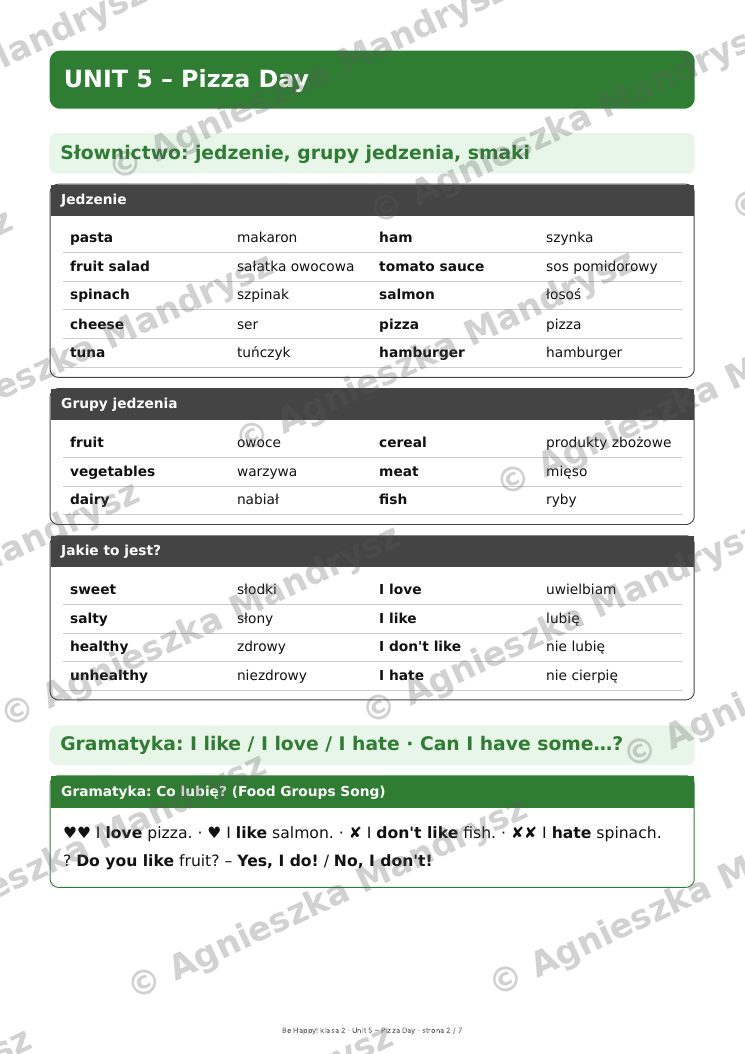 UNIT 5 – Pizza Day
Słownictwo: jedzenie, grupy jedzenia, smaki
Jedzenie
pasta makaron ham szynka
fruit salad sałatka owocowa tomato sauce sos pomidorowy
spinach szpinak salmon łosoś
cheese ser pizza pizza
tuna tuńczyk hamburger hamburger
Grupy jedzenia
fruit owoce cereal produkty zbożowe
vegetables warzywa meat mięso
dairy nabiał fish ryby
Jakie to jest?
sweet słodki I love uwielbiam
salty słony I like lubię
healthy zdrowy I don't like nie lubię
unhealthy niezdrowy I hate nie cierpię
Gramatyka: I like / I love / I hate · Can I have some…?
Gramatyka: Co lubię? (Food Groups Song)
♥♥ I love pizza. · ♥ I like salmon. · ✘ I don't like fish. · ✘✘ I hate spinach.
? Do you like fruit? – Yes, I do! / No, I don't!
Be Happy! klasa 2 · Unit 5 – Pizza Day · strona 2 / 7
© Agnieszka Mandrysz